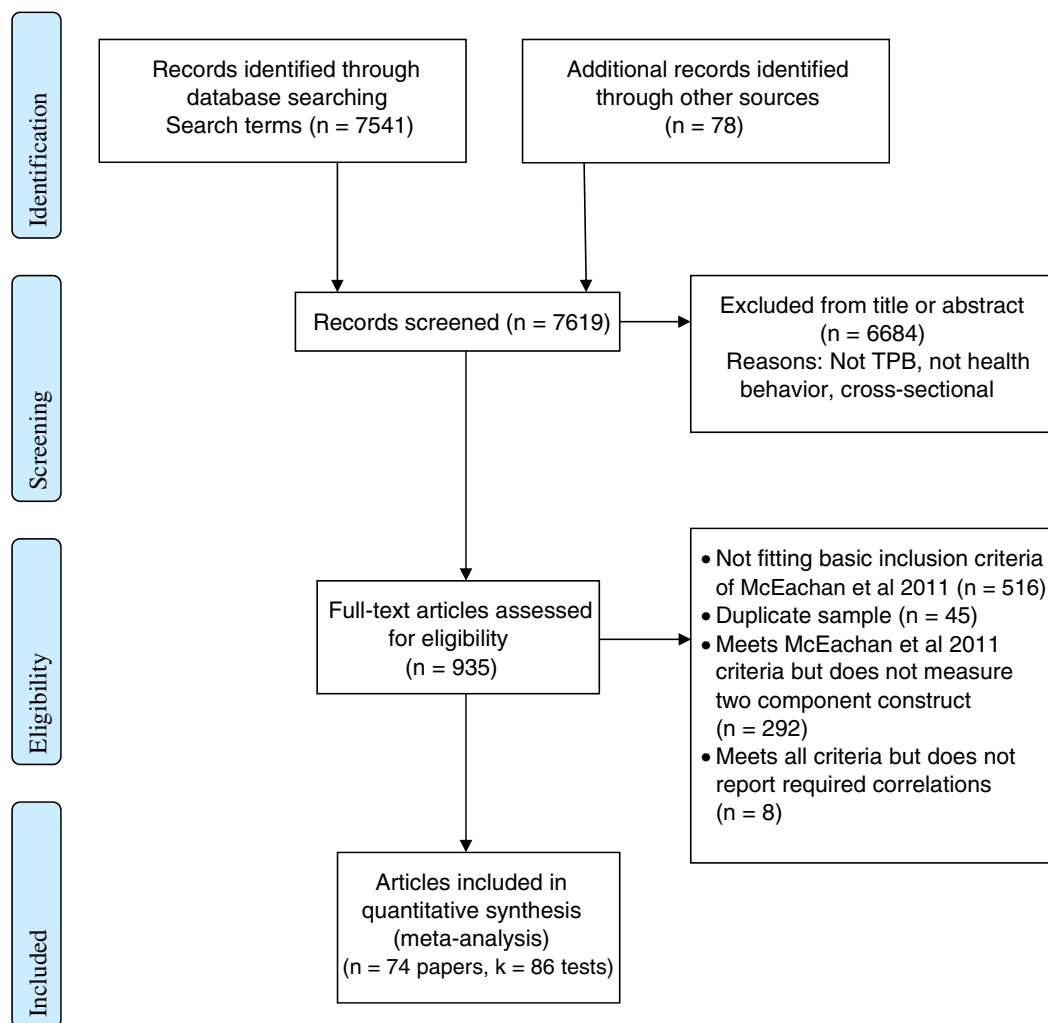 Identification
Records identified through
database searching
Search terms (n = 7541)
Additional records identified
through other sources
(n = 78)
Screening
Records screened (n = 7619)
Excluded from title or abstract
(n = 6684)
Reasons: Not TPB, not health
behavior, cross-sectional
Eligibility
Full-text articles assessed
for eligibility
(n = 935)
• Not fitting basic inclusion criteria
of McEachan et al 2011 (n = 516)
• Duplicate sample (n = 45)
• Meets McEachan et al 2011
criteria but does not measure
two component construct
(n = 292)
• Meets all criteria but does not
report required correlations
(n = 8)
Included
Articles included in
quantitative synthesis
(meta-analysis)
(n = 74 papers, k = 86 tests)